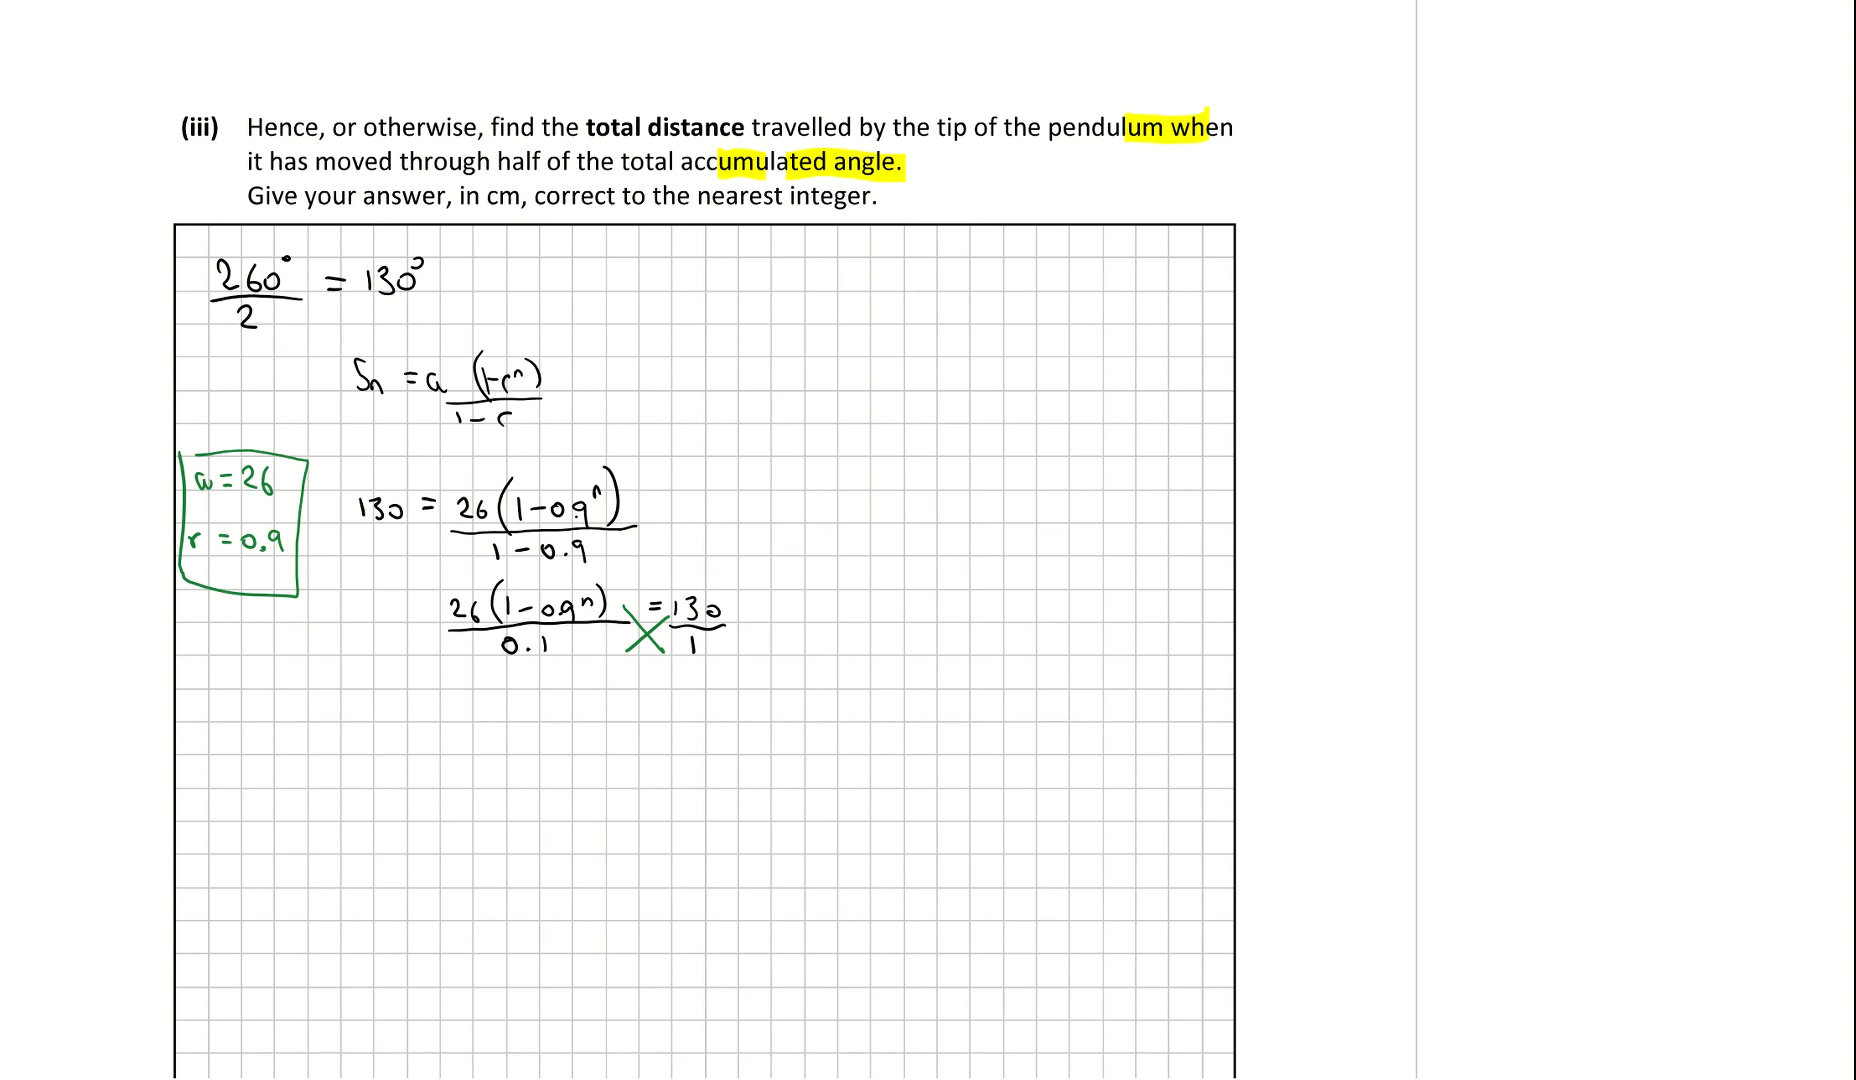 (iii) Hence, or otherwise, find the total distance travelled by the tip of the pendulum when
it has moved through half of the total accumulated angle.
Give your answer, in cm, correct to the nearest integer.
260° / 2 = 130°
Sn = a (1-rⁿ) / 1-r
a = 26
r = 0.9
130 = 26(1-0.9ⁿ) / 1-0.9
26(1-0.9ⁿ) / 0.1 = 130 / 1